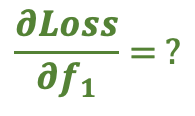 ∂Loss
∂f₁ = ?